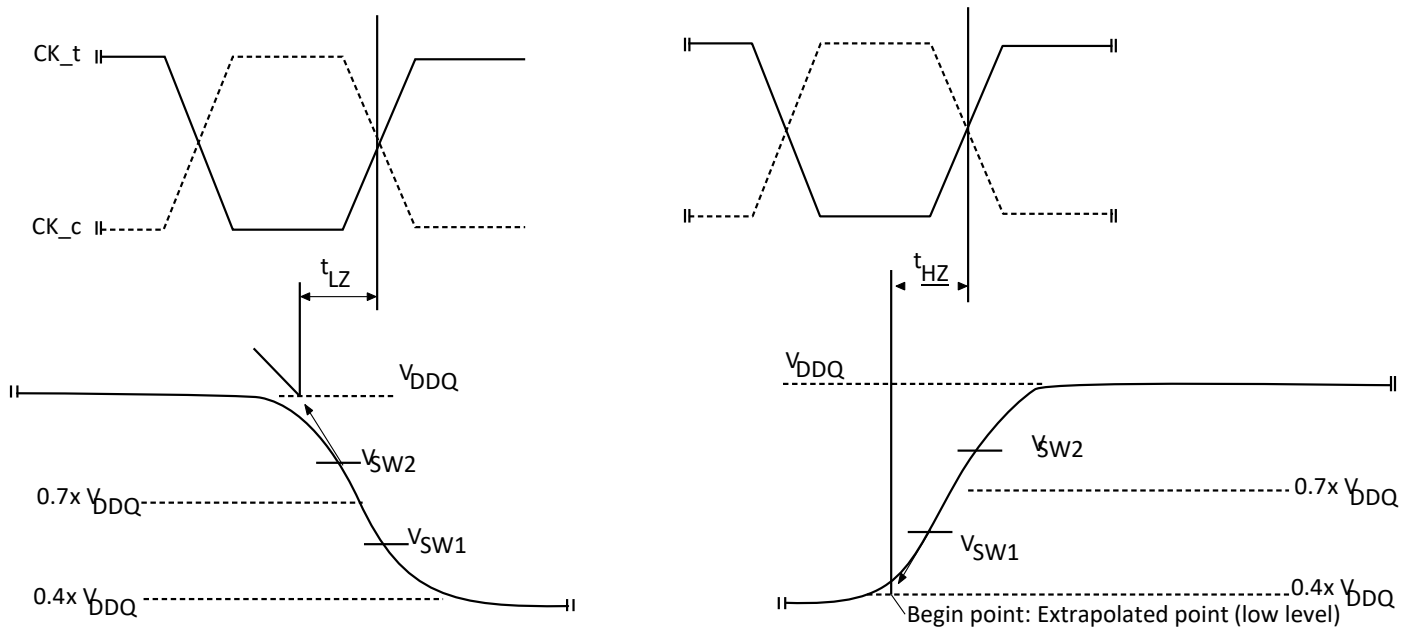 CK_t
CK_c
tLZ
VDDQ
VSW2
0.7x VDDQ
VSW1
0.4x VDDQ
tHZ
VDDQ
VSW2
0.7x VDDQ
VSW1
0.4x VDDQ
Begin point: Extrapolated point (low level)